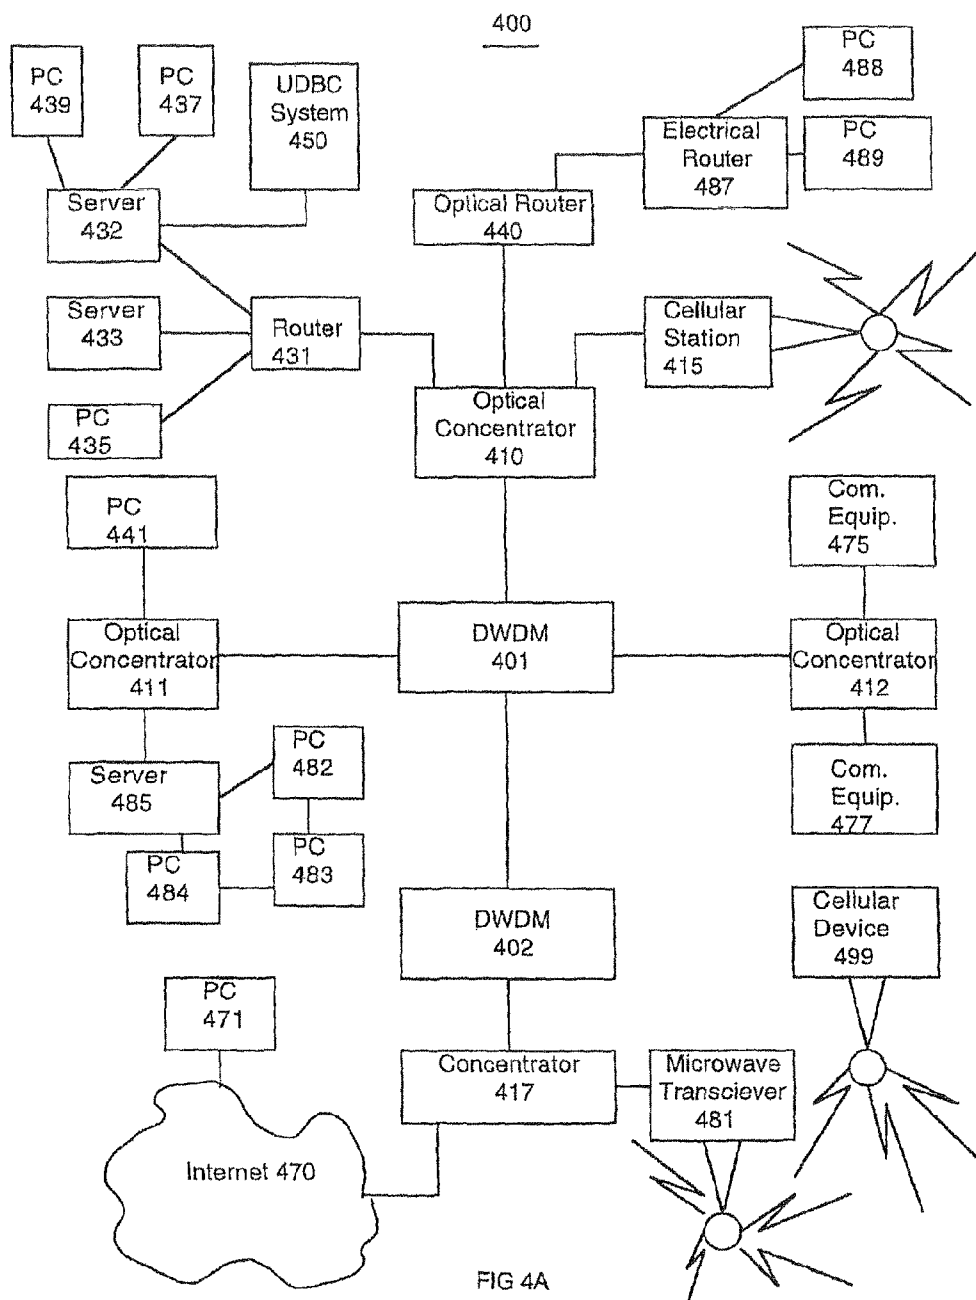 400
PC
439
PC
437
UDBC
System
450
PC
488
Electrical
Router
487
PC
489
Server
432
Optical Router
440
Server
433
Router
431
Cellular
Station
415
PC
435
Optical
Concentrator
410
PC
441
Com.
Equip.
475
Optical
Concentrator
411
DWDM
401
Optical
Concentrator
412
Server
485
PC
482
Com.
Equip.
477
PC
484
PC
483
DWDM
402
Cellular
Device
499
PC
471
Concentrator
417
Microwave
Transciever
481
Internet 470
FIG 4A